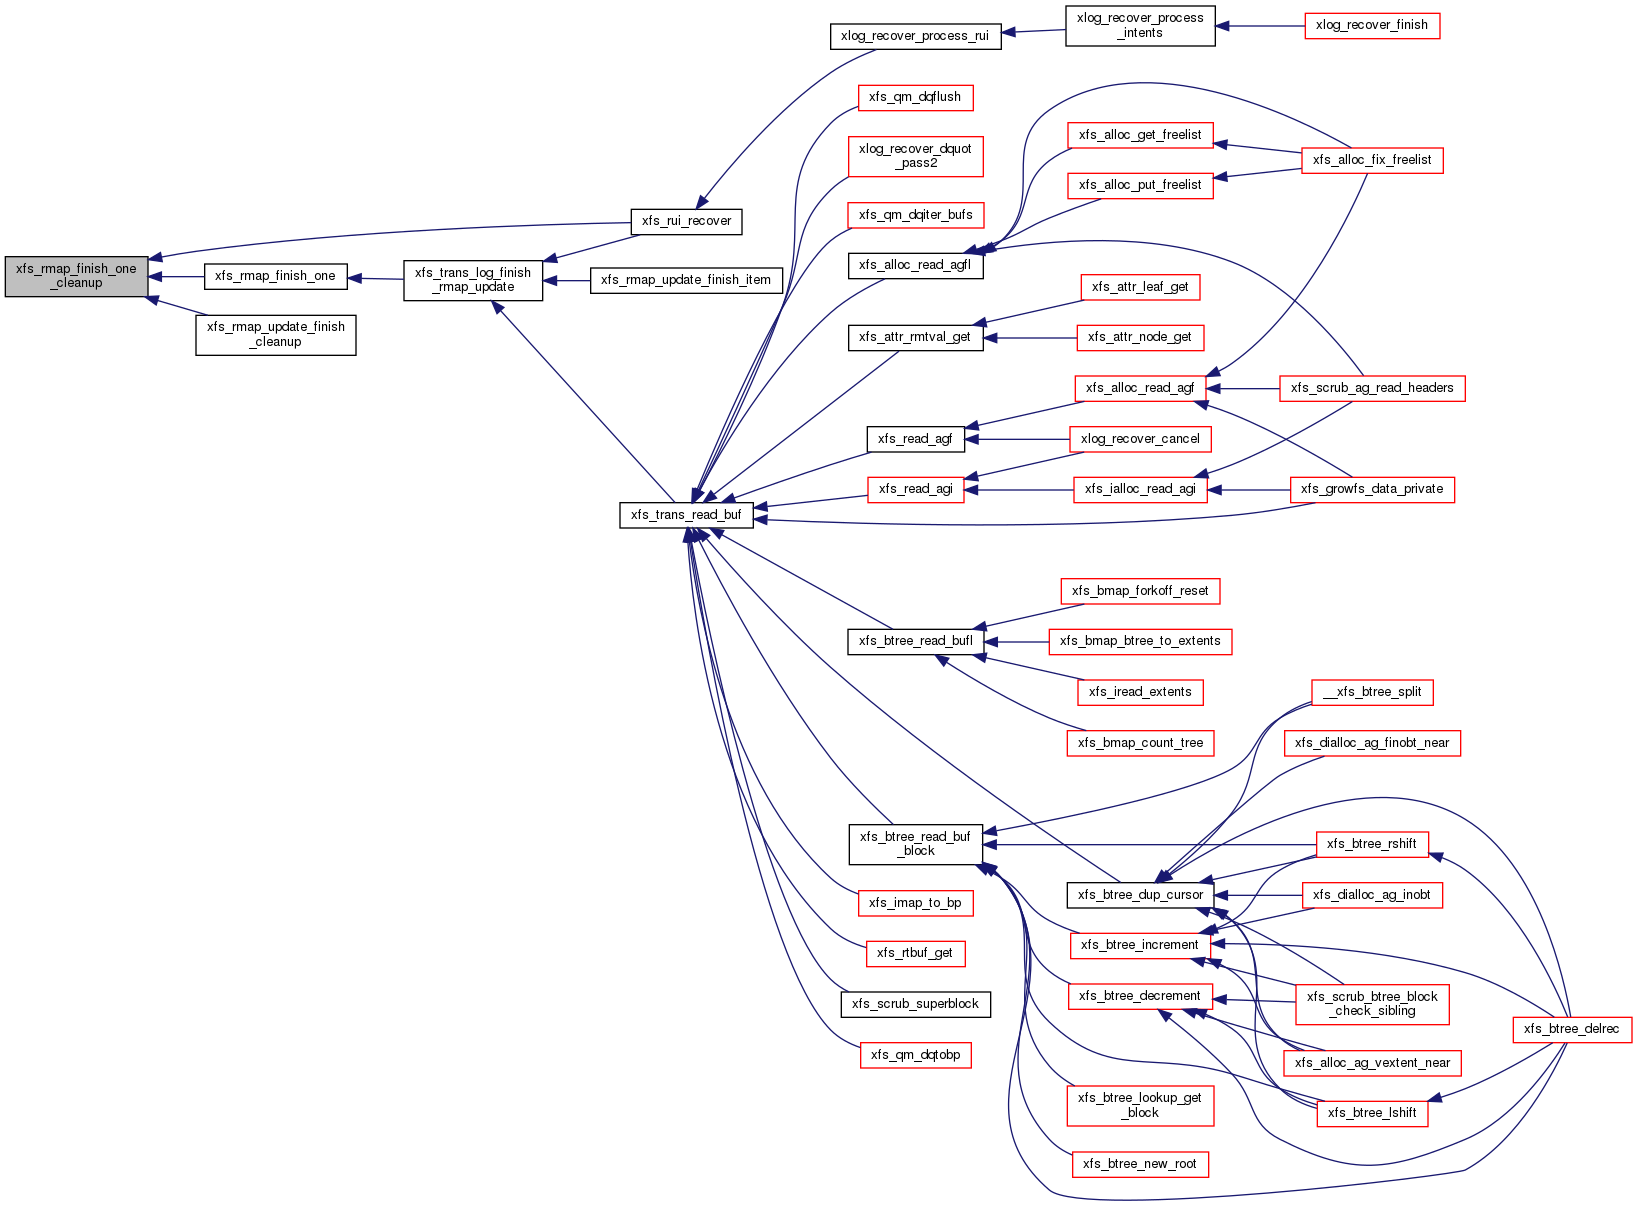 xfs_rmap_finish_one
_cleanup
xfs_rmap_finish_one
xfs_rmap_update_finish
_cleanup
xfs_trans_log_finish
_rmap_update
xfs_rui_recover
xfs_rmap_update_finish_item
xfs_trans_read_buf
xlog_recover_process_rui
xlog_recover_process
_intents
xlog_recover_finish
xfs_qm_dqflush
xlog_recover_dquot
_pass2
xfs_qm_dqiter_bufs
xfs_alloc_read_agfl
xfs_attr_rmtval_get
xfs_read_agf
xfs_read_agi
xfs_btree_read_bufl
xfs_btree_read_buf
_block
xfs_imap_to_bp
xfs_rtbuf_get
xfs_scrub_superblock
xfs_qm_dqtobp
xfs_alloc_get_freelist
xfs_alloc_put_freelist
xfs_alloc_fix_freelist
xfs_attr_leaf_get
xfs_attr_node_get
xfs_alloc_read_agf
xfs_scrub_ag_read_headers
xlog_recover_cancel
xfs_ialloc_read_agi
xfs_growfs_data_private
xfs_bmap_forkoff_reset
xfs_bmap_btree_to_extents
xfs_iread_extents
xfs_bmap_count_tree
__xfs_btree_split
xfs_dialloc_ag_finobt_near
xfs_btree_rshift
xfs_btree_dup_cursor
xfs_dialloc_ag_inobt
xfs_btree_increment
xfs_btree_decrement
xfs_scrub_btree_block
_check_sibling
xfs_btree_delrec
xfs_alloc_ag_vextent_near
xfs_btree_lookup_get
_block
xfs_btree_lshift
xfs_btree_new_root